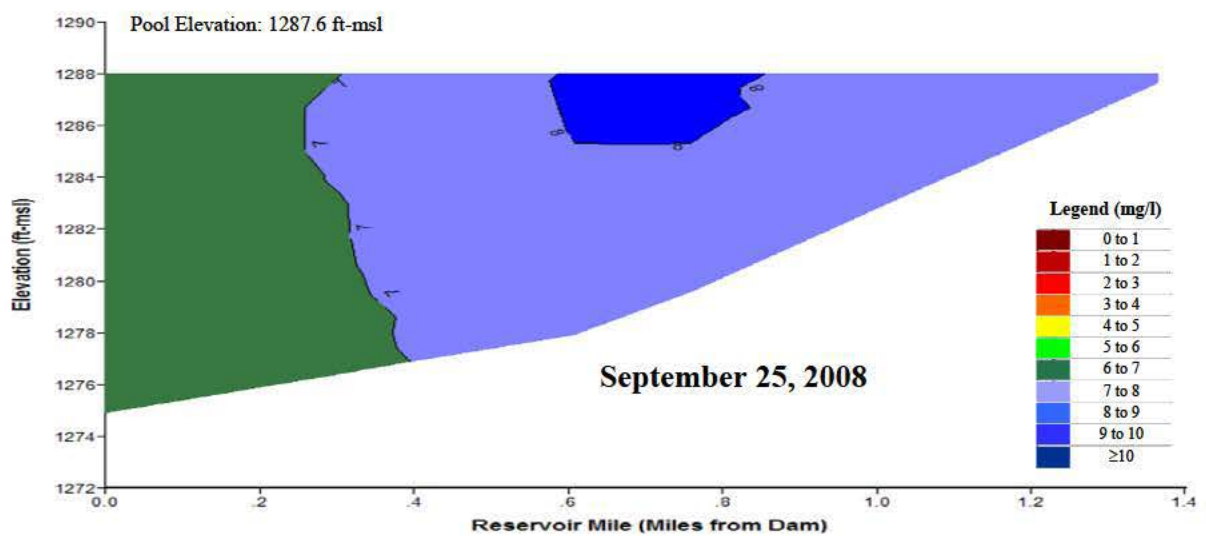 Pool Elevation: 1287.6 ft-msl
1290
1288
1286
1284
1282
1280
1278
1276
1274
1272
Elevation (ft-msl)
7
7
7
7
8
8
8
8
September 25, 2008
Legend (mg/l)
0 to 1
1 to 2
2 to 3
3 to 4
4 to 5
5 to 6
6 to 7
7 to 8
8 to 9
9 to 10
≥10
0.0 .2 .4 .6 .8 1.0 1.2 1.4
Reservoir Mile (Miles from Dam)